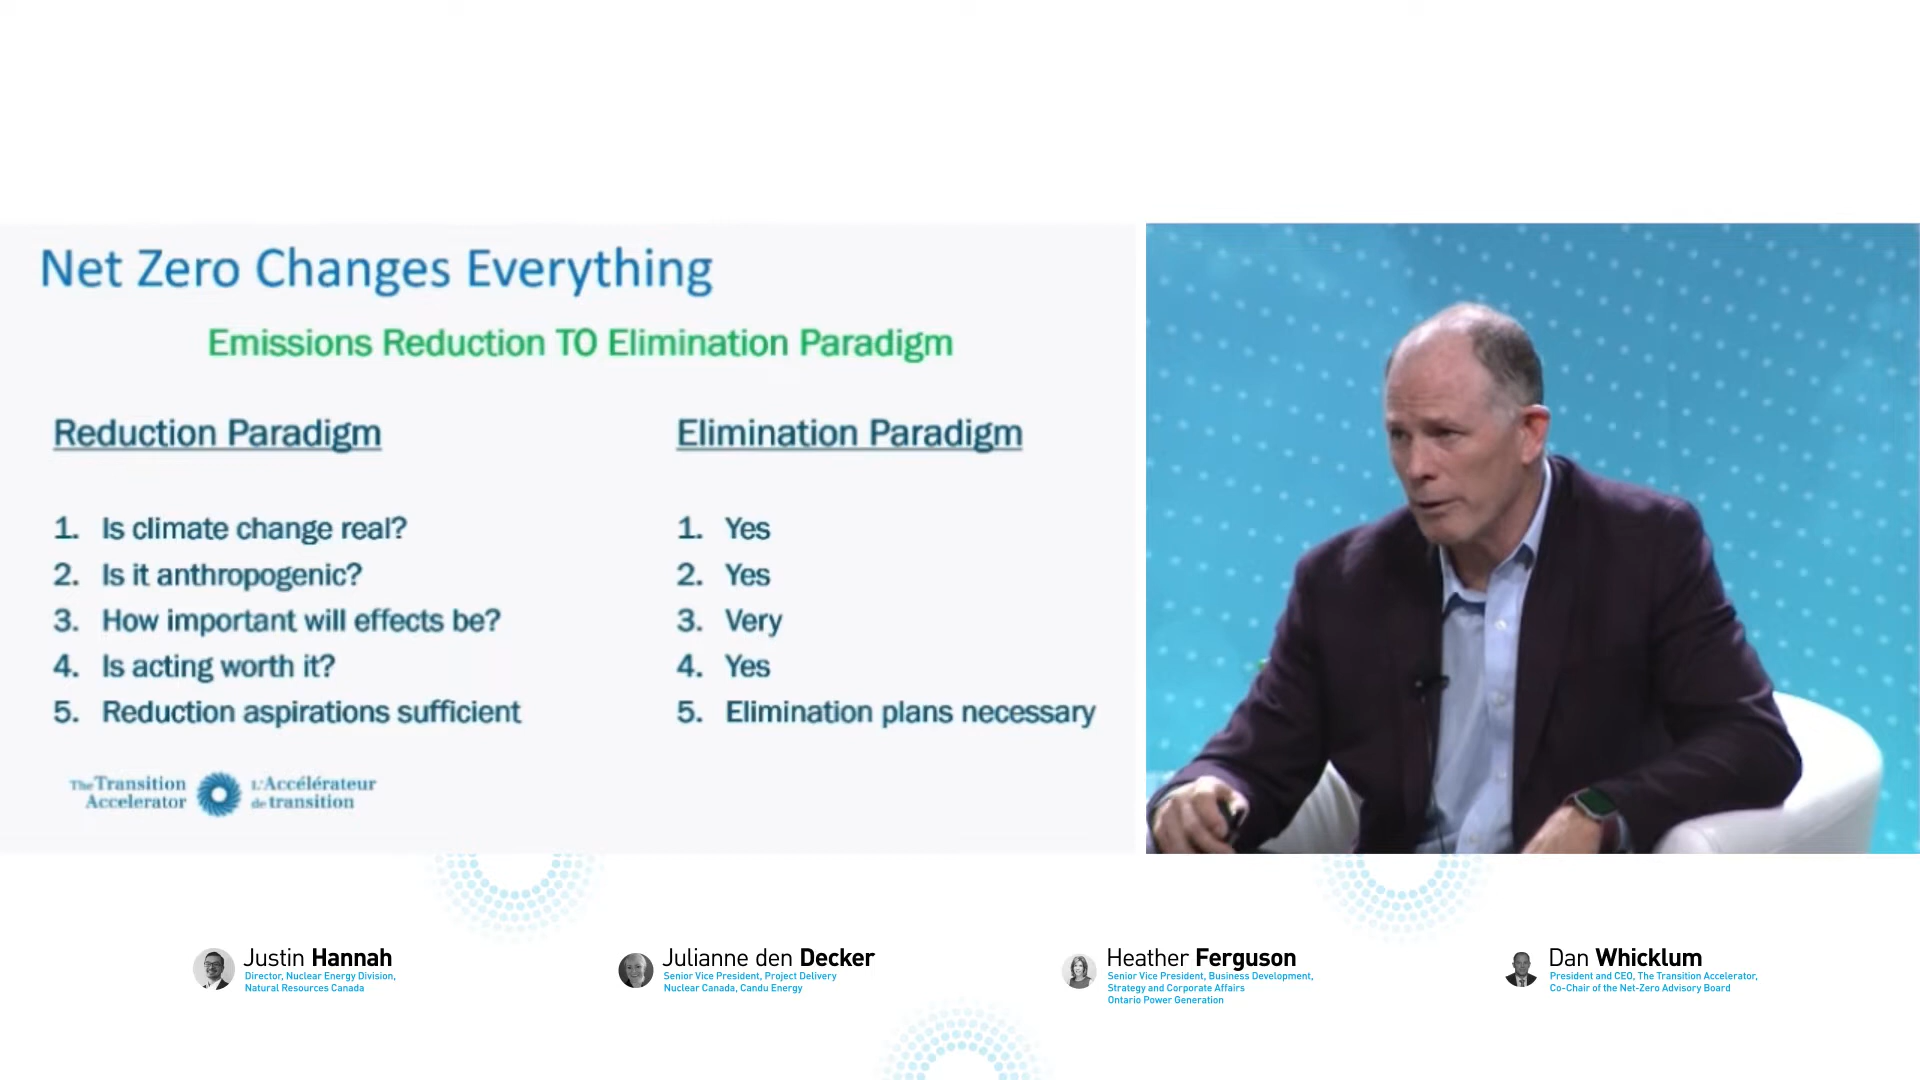 Net Zero Changes Everything
Emissions Reduction TO Elimination Paradigm
Reduction Paradigm
1. Is climate change real?
2. Is it anthropogenic?
3. How important will effects be?
4. Is acting worth it?
5. Reduction aspirations sufficient
Elimination Paradigm
1. Yes
2. Yes
3. Very
4. Yes
5. Elimination plans necessary
The Transition
Accelerator
L'Accélérateur
de transition
Justin Hannah
Director, Nuclear Energy Division,
Natural Resources Canada
Julianne den Decker
Senior Vice President, Project Delivery
Nuclear Canada, Candu Energy
Heather Ferguson
Senior Vice President, Business Development,
Strategy and Corporate Affairs
Ontario Power Generation
Dan Whicklum
President and CEO, The Transition Accelerator,
Co-Chair of the Net-Zero Advisory Board